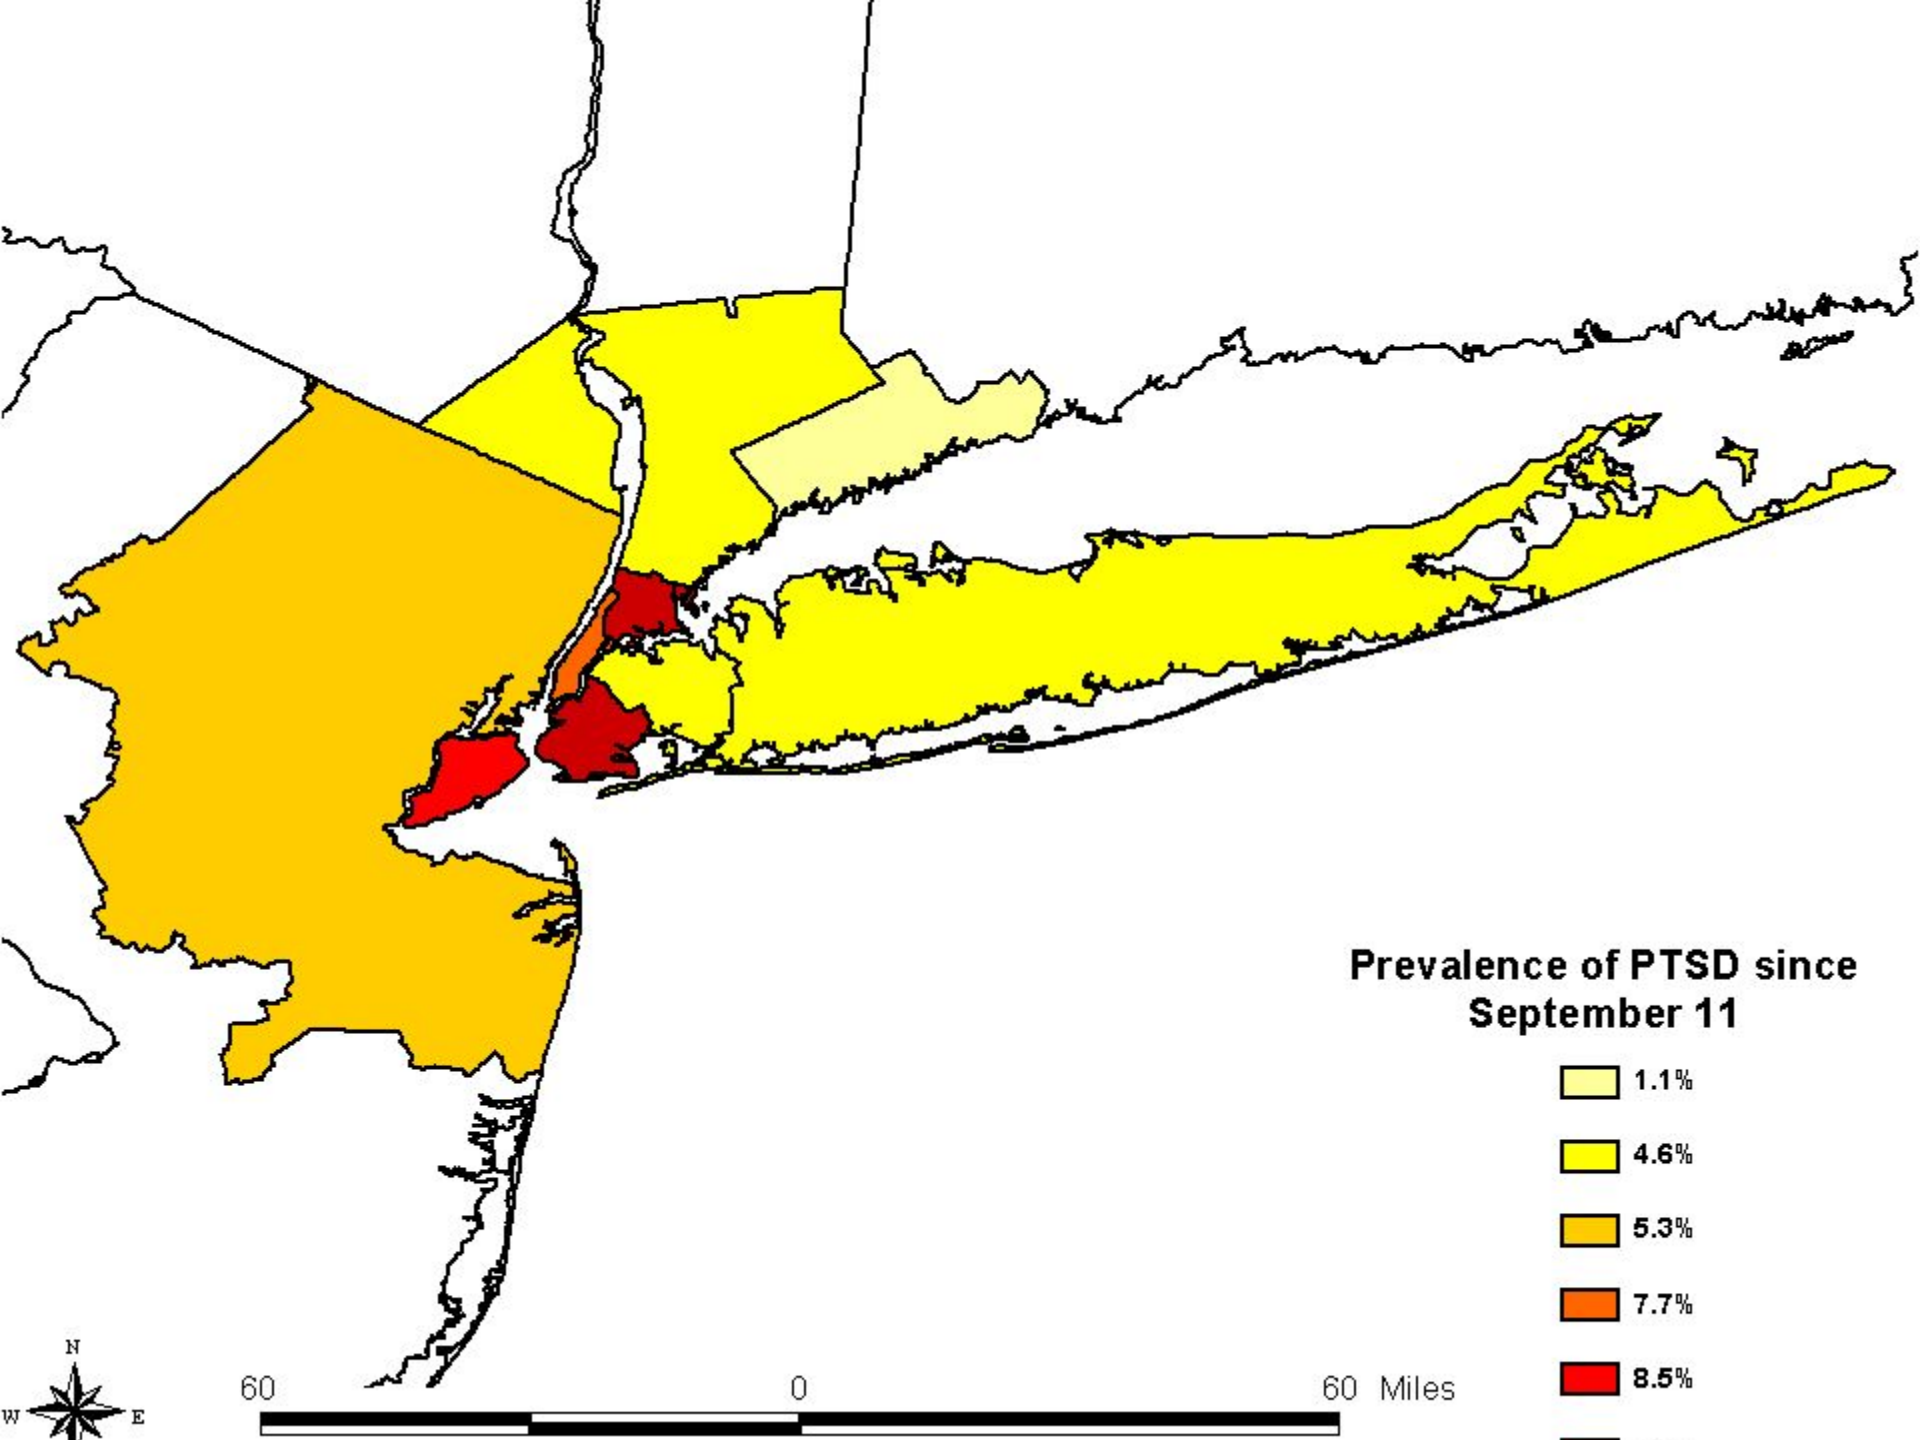 Prevalence of PTSD since
September 11
1.1%
4.6%
5.3%
7.7%
8.5%
N
W E
60 0 60 Miles